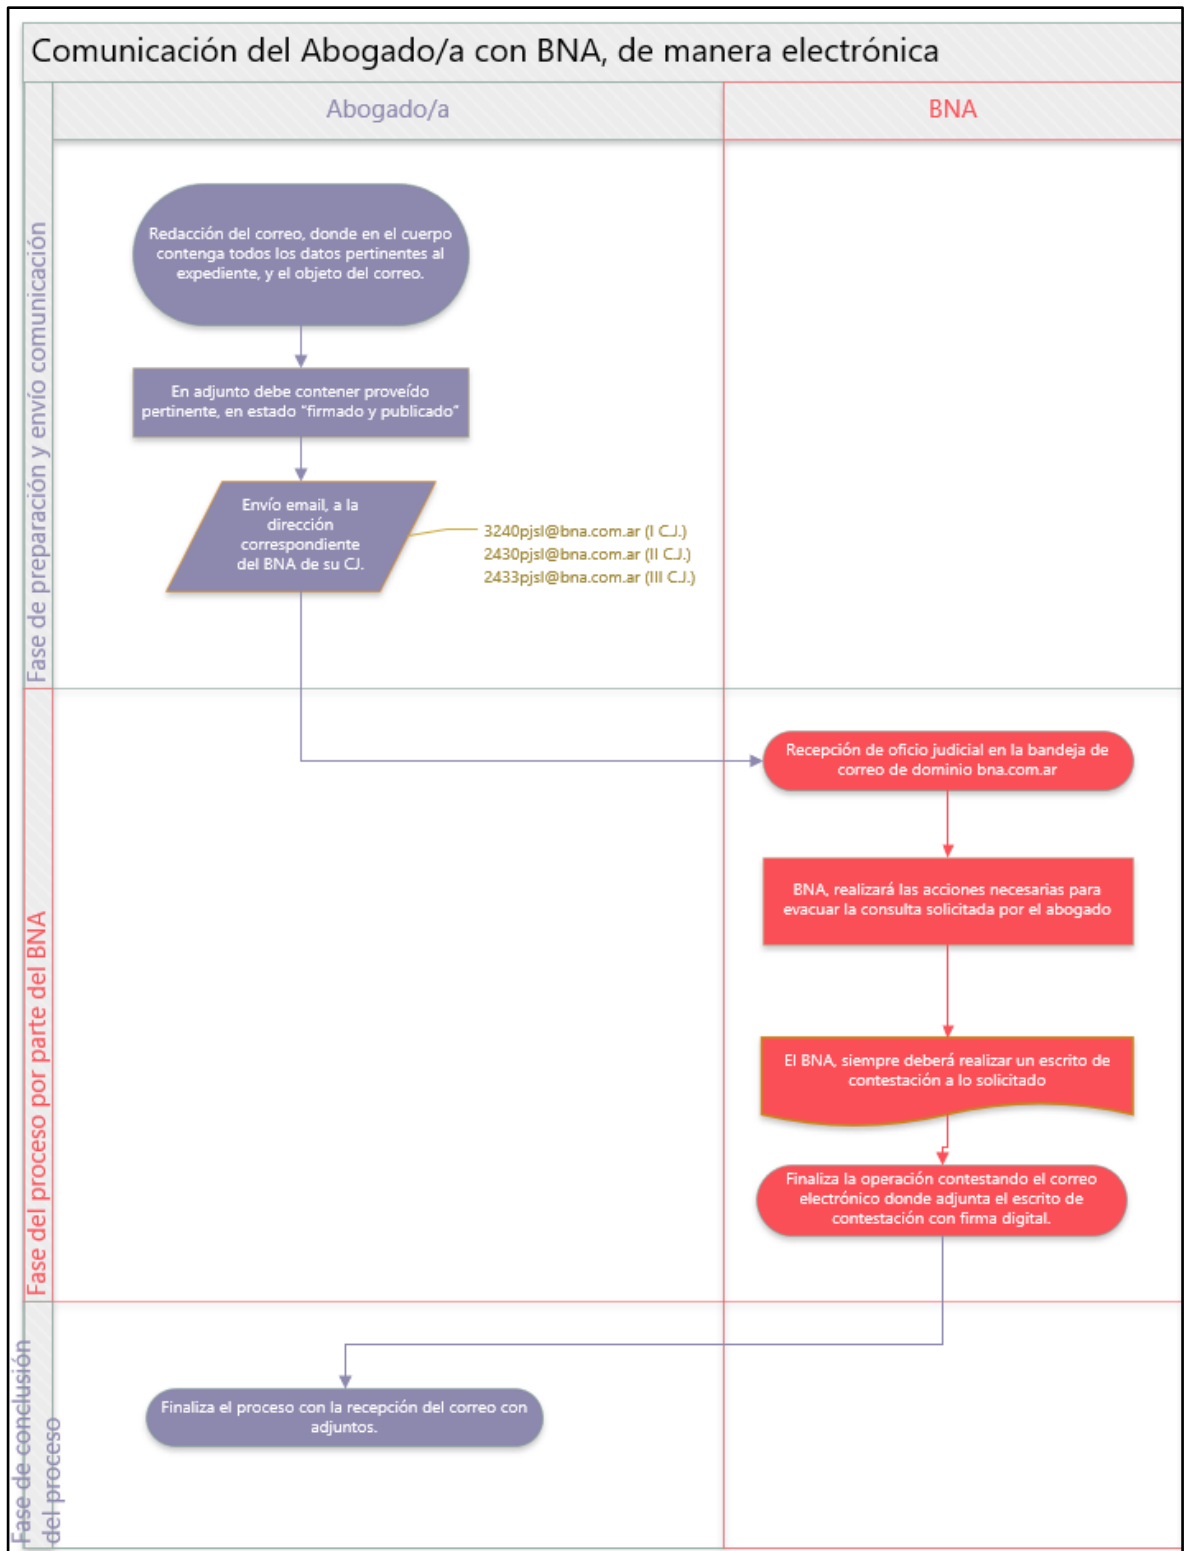 Comunicación del Abogado/a con BNA, de manera electrónica
Abogado/a
BNA
Fase de preparación y envío comunicación
Redacción del correo, donde en el cuerpo
contenga todos los datos pertinentes al
expediente, y el objeto del correo.
En adjunto debe contener proveído
pertinente, en estado "firmado y publicado"
Envío email, a la
dirección
correspondiente
del BNA de su CJ.
3240pjsl@bna.com.ar (I C.J.)
2430pjsl@bna.com.ar (II C.J.)
2433pjsl@bna.com.ar (III C.J.)
Fase del proceso por parte del BNA
Recepción de oficio judicial en la bandeja de
correo de dominio bna.com.ar
BNA, realizará las acciones necesarias para
evacuar la consulta solicitada por el abogado
El BNA, siempre deberá realizar un escrito de
contestación a lo solicitado
Finaliza la operación contestando el correo
electrónico donde adjunta el escrito de
contestación con firma digital.
Fase de conclusión
del proceso
Finaliza el proceso con la recepción del correo con
adjuntos.